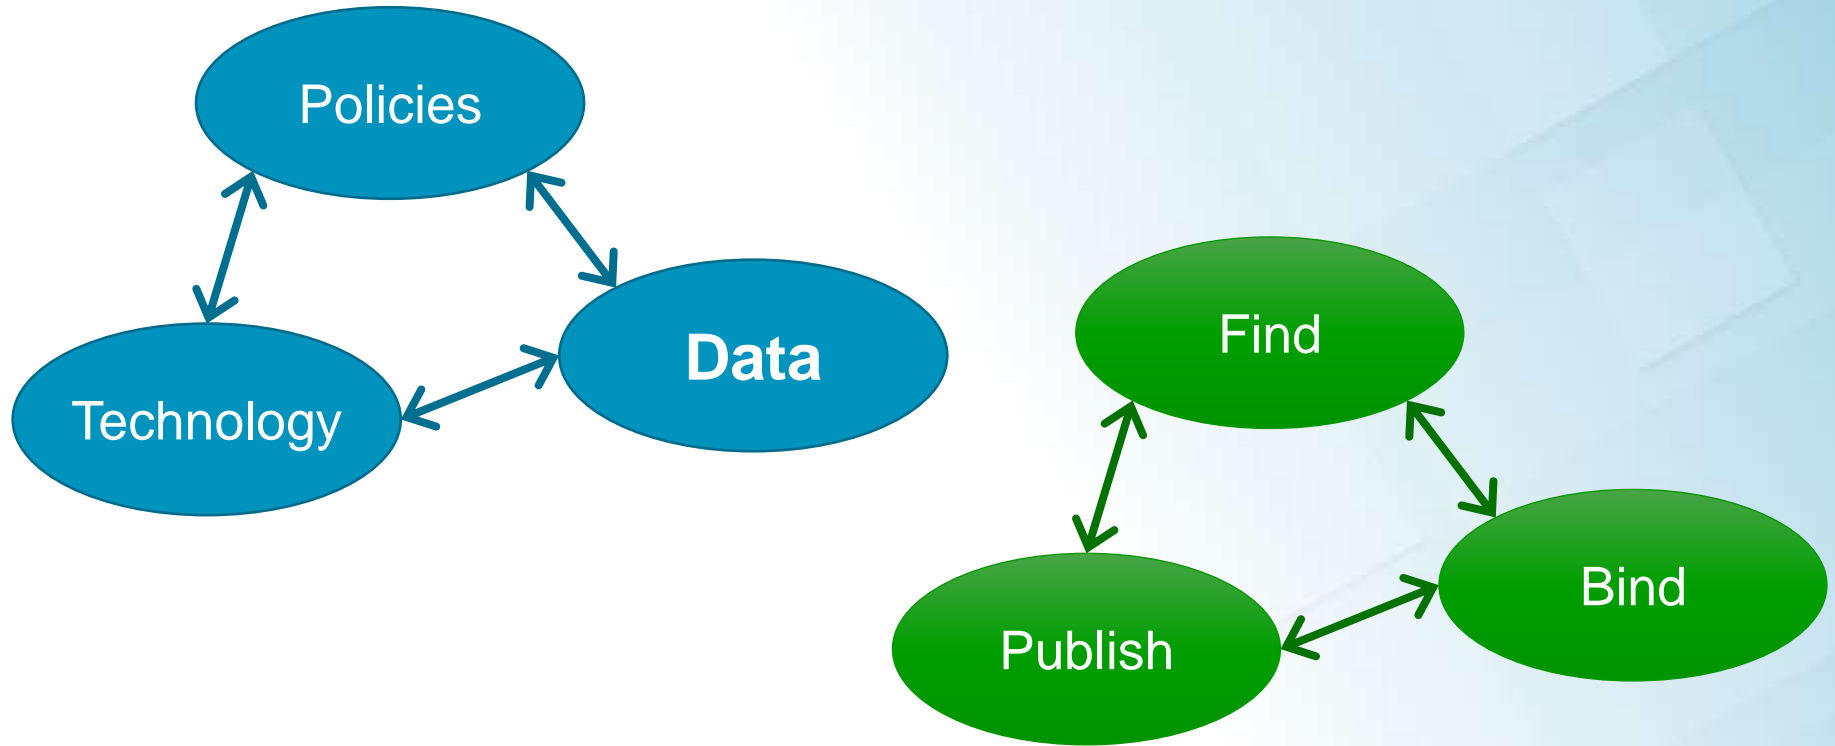 Policies
Data
Technology
Find
Bind
Publish